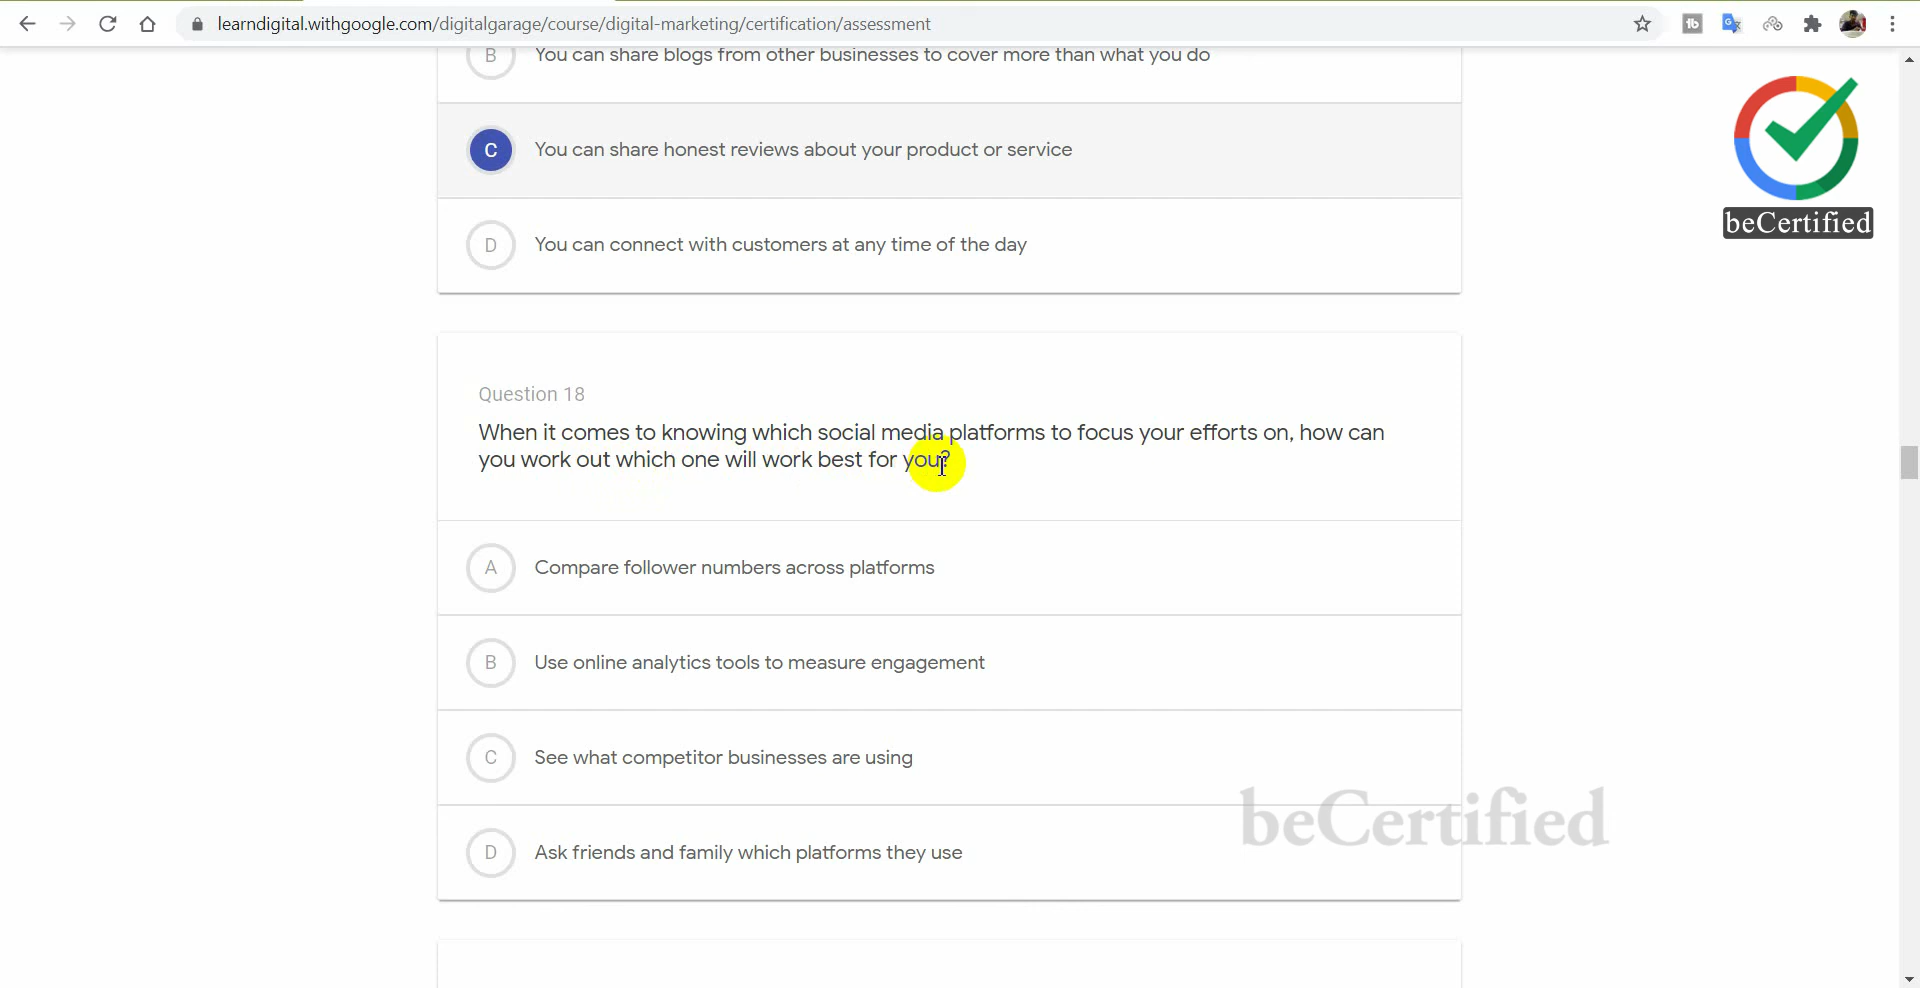 learndigital.withgoogle.com/digitalgarage/course/digital-marketing/certification/assessment
B You can share blogs from other businesses to cover more than what you do
C You can share honest reviews about your product or service
D You can connect with customers at any time of the day
beCertified
Question 18
When it comes to knowing which social media platforms to focus your efforts on, how can
you work out which one will work best for you?
A Compare follower numbers across platforms
B Use online analytics tools to measure engagement
C See what competitor businesses are using
D Ask friends and family which platforms they use
beCertified